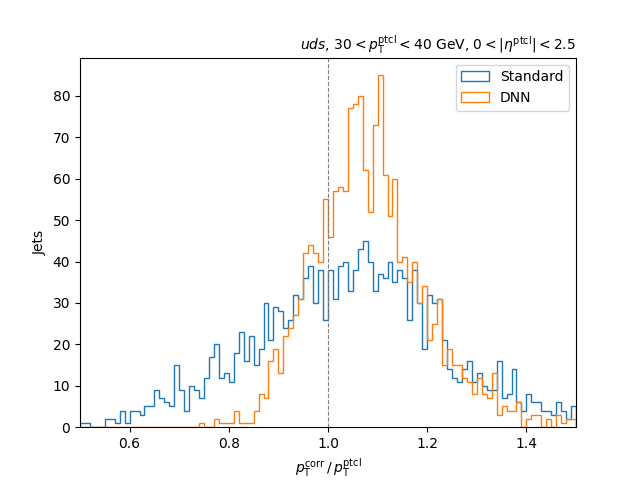 uds, 30 < p_T^ptcl < 40 GeV, 0 < |η^ptcl| < 2.5
Standard
DNN
Jets
80
70
60
50
40
30
20
10
0
0.6 0.8 1.0 1.2 1.4
p_T^corr / p_T^ptcl